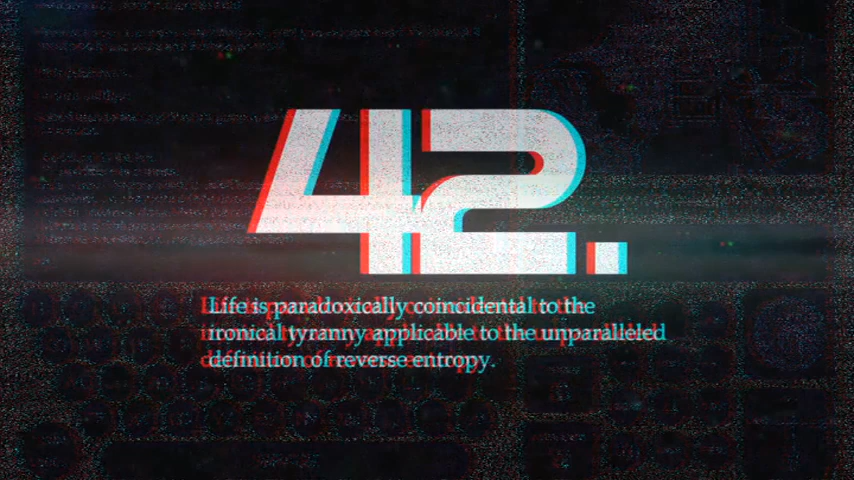 42.
Life is paradoxically coincidental to the
ironical tyranny applicable to the unparalleled
definition of reverse entropy.